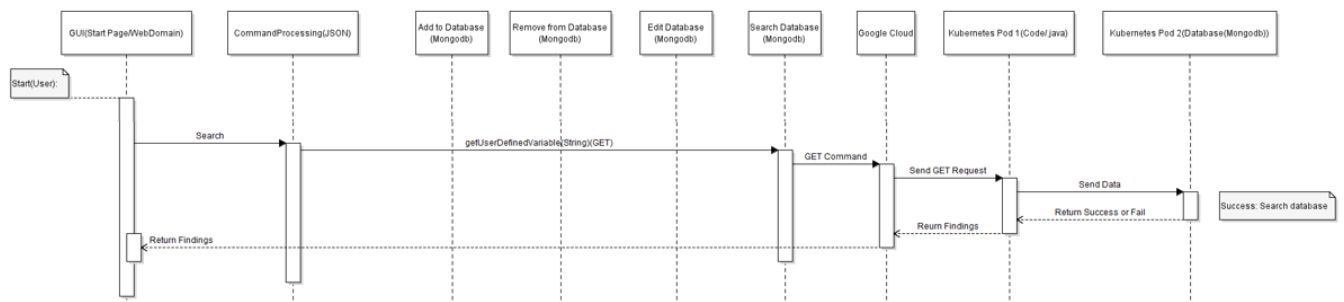 GUI(Start Page/WebDomain)
CommandProcessing(JSON)
Add to Database
(Mongodb)
Remove from Database
(Mongodb)
Edit Database
(Mongodb)
Search Database
(Mongodb)
Google Cloud
Kubernetes Pod 1(Code/.java)
Kubernetes Pod 2(Database(Mongodb))
Start(User):
Search
getUserDefinedVariable(String)(GET)
GET Command
Send GET Request
Send Data
Return Success or Fail
Success: Search database
Reurn Findings
Return Findings